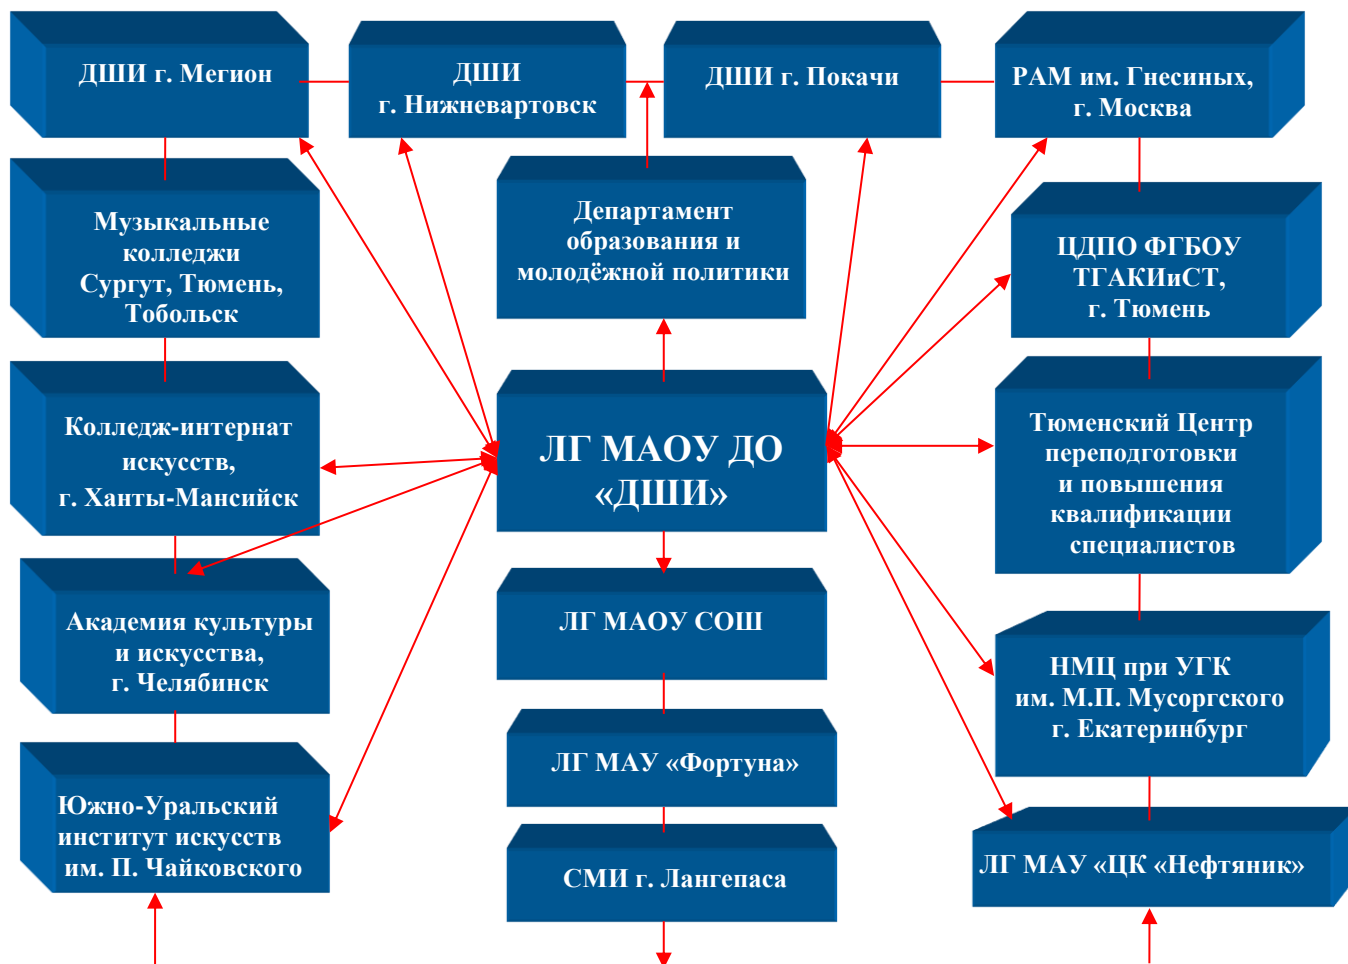 ДШИ г. Мегион
ДШИ
г. Нижневартовск
ДШИ г. Покачи
РАМ им. Гнесиных,
г. Москва
Музыкальные
колледжи
Сургут, Тюмень,
Тобольск
Департамент
образования и
молодёжной политики
ЦДПО ФГБОУ
ТГАКИиСТ,
г. Тюмень
Колледж-интернат
искусств,
г. Ханты-Мансийск
ЛГ МАОУ ДО
«ДШИ»
Тюменский Центр
переподготовки
и повышения
квалификации
специалистов
Академия культуры
и искусства,
г. Челябинск
ЛГ МАОУ СОШ
НМЦ при УГК
им. М.П. Мусоргского
г. Екатеринбург
Южно-Уральский
институт искусств
им. П. Чайковского
ЛГ МАУ «Фортуна»
СМИ г. Лангепаса
ЛГ МАУ «ЦК «Нефтяник»